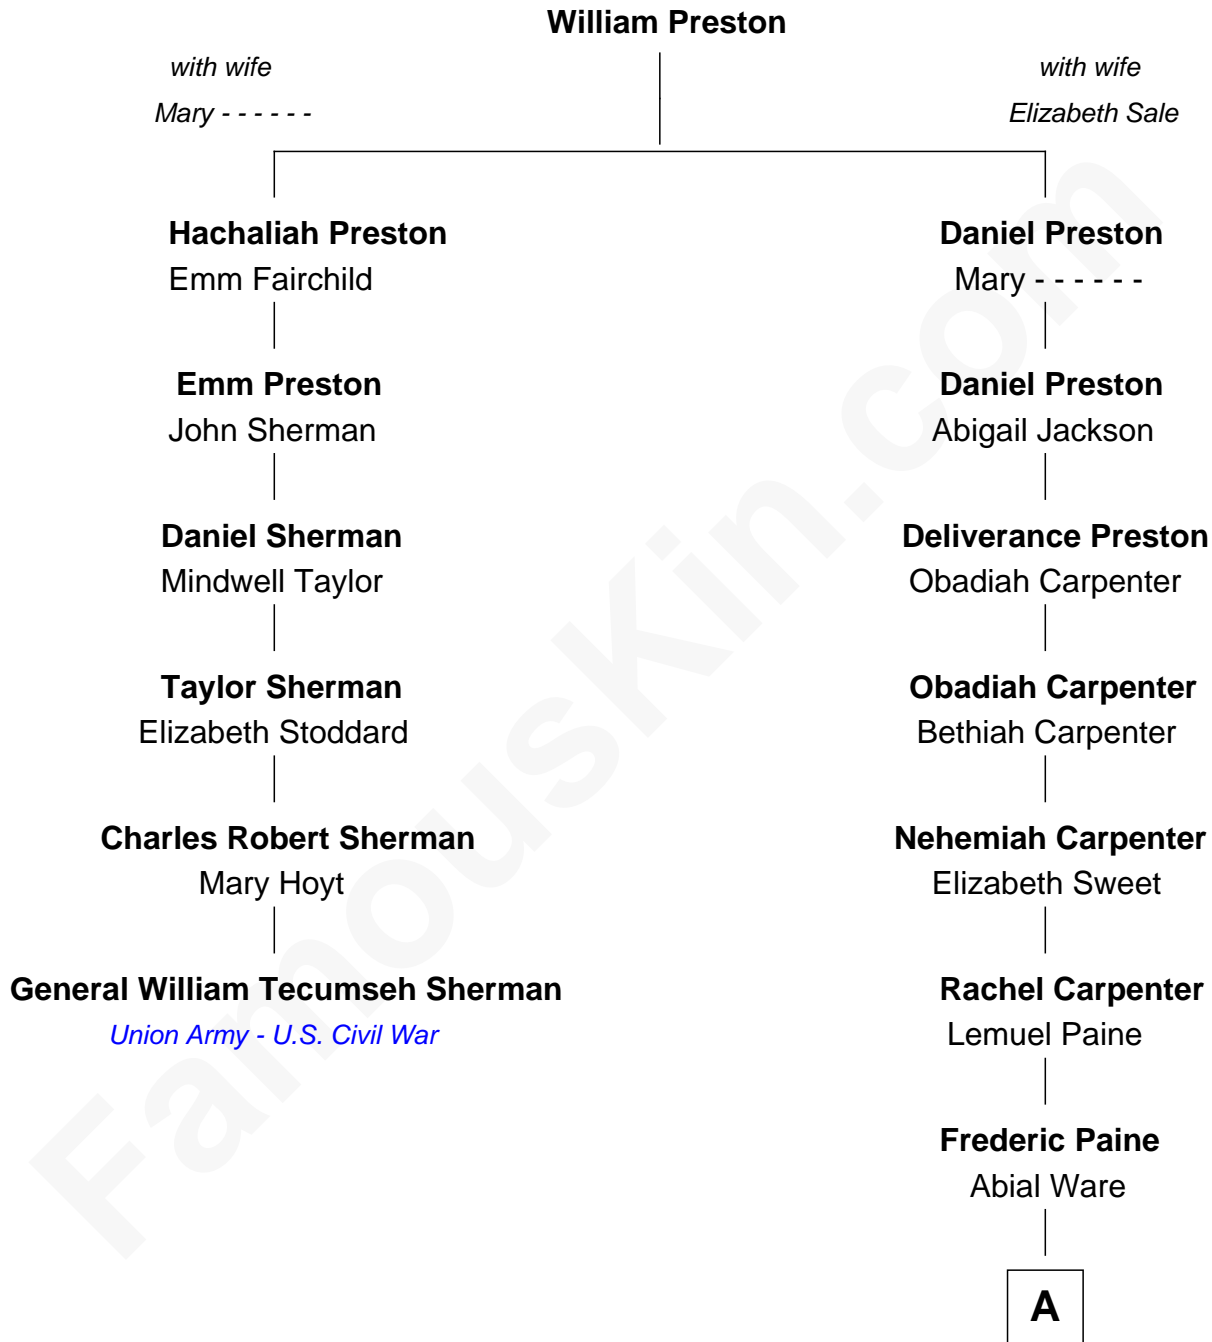 William Preston
with wife
Mary - - - - - -
with wife
Elizabeth Sale
Hachaliah Preston
Emm Fairchild
Daniel Preston
Mary - - - - - -
Emm Preston
John Sherman
Daniel Preston
Abigail Jackson
Daniel Sherman
Mindwell Taylor
Deliverance Preston
Obadiah Carpenter
Taylor Sherman
Elizabeth Stoddard
Obadiah Carpenter
Bethiah Carpenter
Charles Robert Sherman
Mary Hoyt
Nehemiah Carpenter
Elizabeth Sweet
General William Tecumseh Sherman
Union Army - U.S. Civil War
Rachel Carpenter
Lemuel Paine
Frederic Paine
Abial Ware
A
FamousKin.com